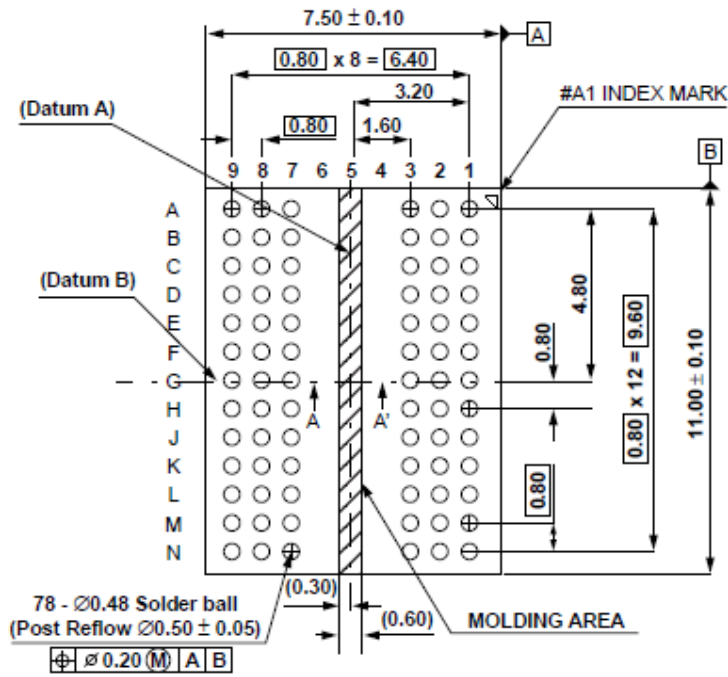 7.50 ± 0.10
A
0.80 x 8 = 6.40
3.20
#A1 INDEX MARK
(Datum A)
0.80
1.60
B
9 8 7 6 5 4 3 2 1
A
B
C
(Datum B)
D
E
F
G
H
J
K
L
M
N
A A'
4.80
0.80
0.80 x 12 = 9.60
11.00 ± 0.10
0.80
(0.30)
(0.60)
MOLDING AREA
78 - Ø0.48 Solder ball
(Post Reflow Ø0.50 ± 0.05)
⌖ Ø 0.20 Ⓜ A B